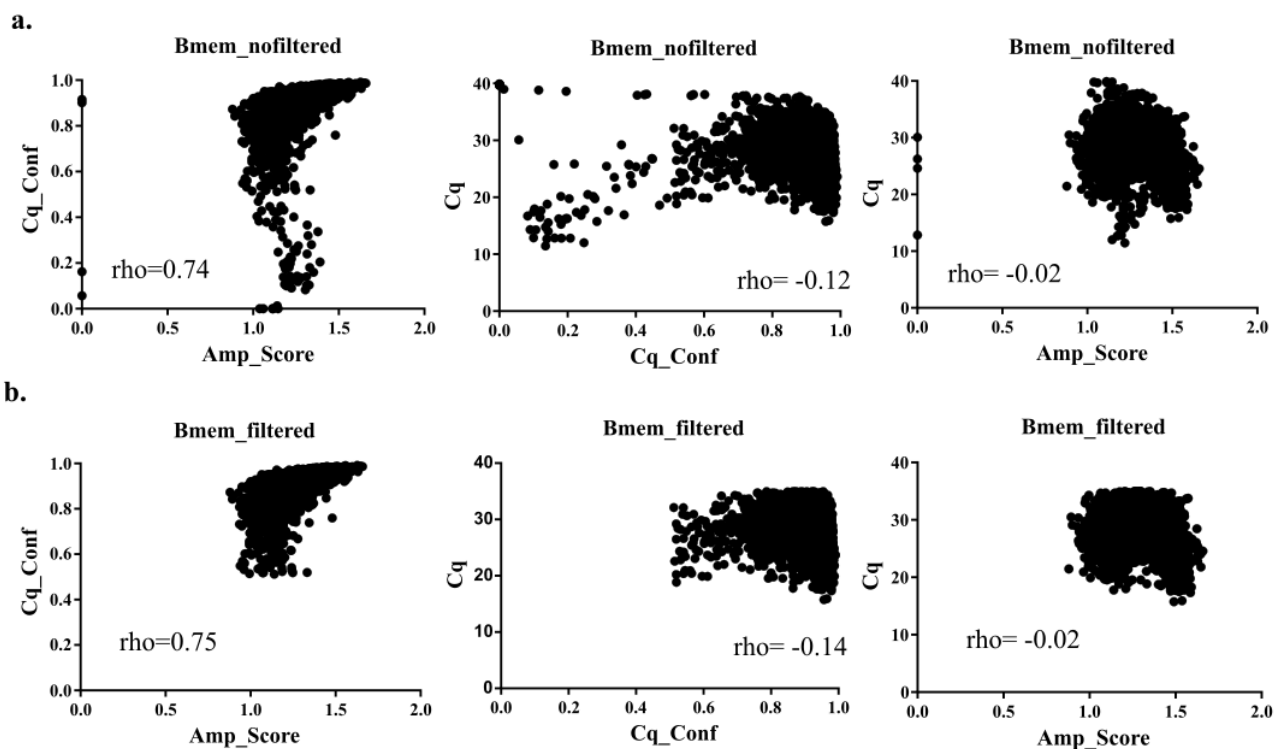 a.
Bmem_nofiltered
1.0
0.8
0.6
0.4
0.2
0.0
Cq_Conf
rho=0.74
0.0 0.5 1.0 1.5 2.0
Amp_Score
Bmem_nofiltered
40
30
20
10
0
Cq
rho= -0.12
0.0 0.2 0.4 0.6 0.8 1.0
Cq_Conf
Bmem_nofiltered
40
30
20
10
0
Cq
rho= -0.02
0.0 0.5 1.0 1.5 2.0
Amp_Score
b.
Bmem_filtered
1.0
0.8
0.6
0.4
0.2
0.0
Cq_Conf
rho=0.75
0.0 0.5 1.0 1.5 2.0
Amp_Score
Bmem_filtered
40
30
20
10
0
Cq
rho= -0.14
0.0 0.2 0.4 0.6 0.8 1.0
Cq_Conf
Bmem_filtered
40
30
20
10
0
Cq
rho= -0.02
0.0 0.5 1.0 1.5 2.0
Amp_Score